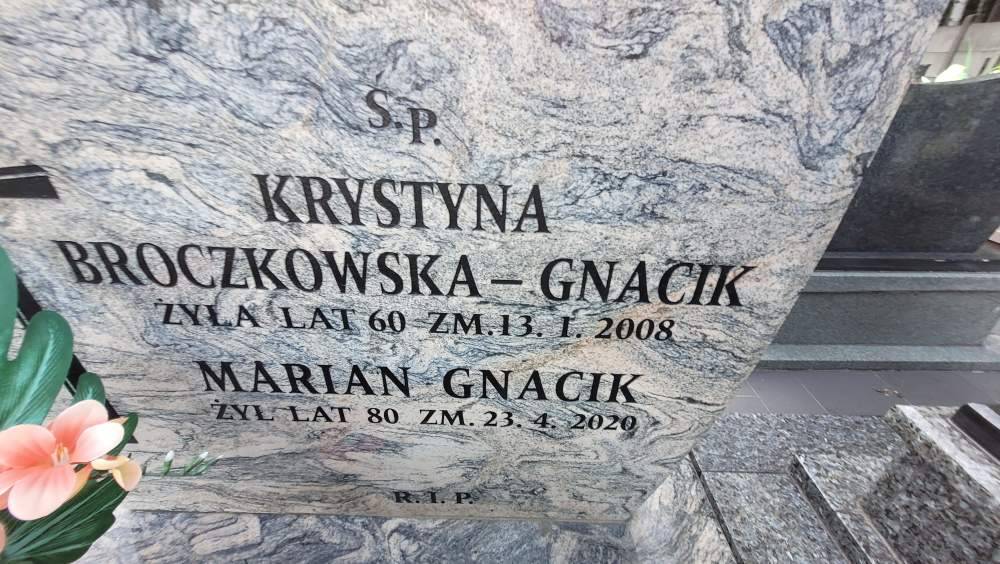 Ś.P.
KRYSTYNA
BROCZKOWSKA – GNACIK
ŻYŁA LAT 60 ZM. 13. I. 2008
MARIAN GNACIK
ŻYŁ LAT 80 ZM. 23. 4. 2020
R. I. P.